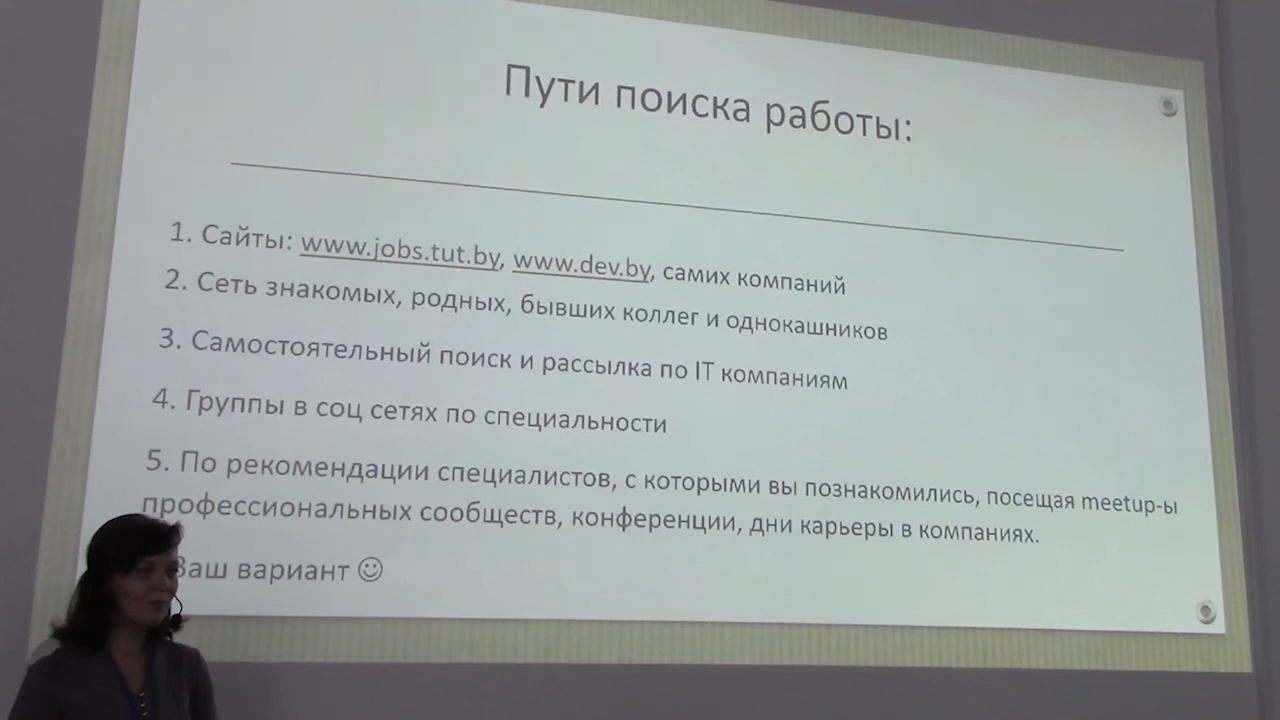 Пути поиска работы:
1. Сайты: www.jobs.tut.by, www.dev.by, самих компаний
2. Сеть знакомых, родных, бывших коллег и однокашников
3. Самостоятельный поиск и рассылка по IT компаниям
4. Группы в соц сетях по специальности
5. По рекомендации специалистов, с которыми вы познакомились, посещая meetup-ы
профессиональных сообществ, конференции, дни карьеры в компаниях.
Ваш вариант ☺